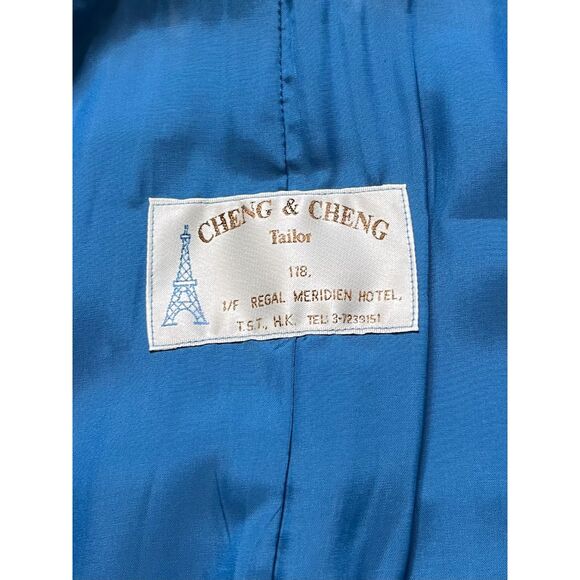 CHENG & CHENG
Tailor
118,
1/F REGAL MERIDIEN HOTEL,
T.S.T., H.K. TEL: 3-7239151